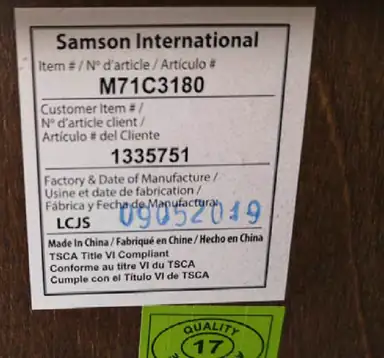 Samson International
Item # / N° d'article / Artículo #
M71C3180
Customer Item # /
N° d'article client /
Artículo # del Cliente
1335751
Factory & Date of Manufacture /
Usine et date de fabrication /
Fábrica y Fecha de Manufactura:
LCJS 09052019
Made In China / Fabriqué en Chine / Hecho en China
TSCA Title VI Compliant
Conforme au titre VI du TSCA
Cumple con el Título VI de TSCA
QUALITY
17